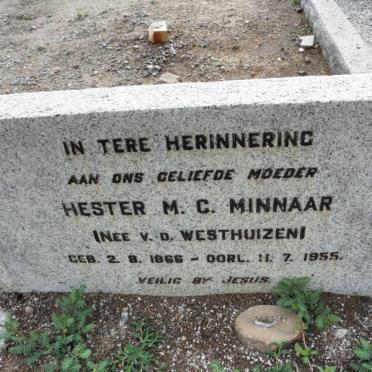 IN TERE HERINNERING
AAN ONS GELIEFDE MOEDER
HESTER M. C. MINNAAR
(NEE V. D. WESTHUIZEN)
GEB. 2. 8. 1866 - OORL. 11. 7. 1955.
VEILIG BY JESUS.